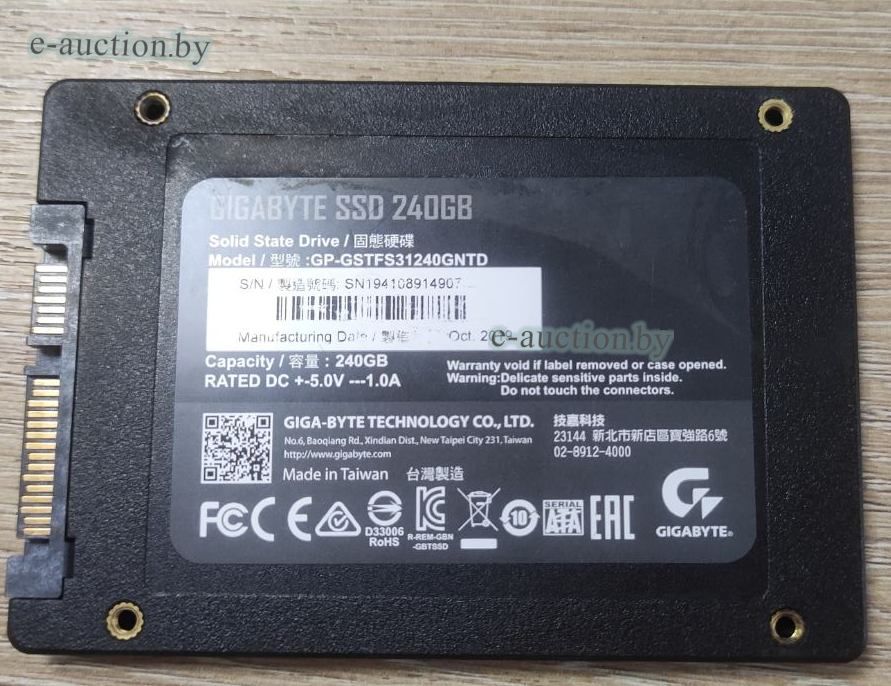 e-auction.by
GIGABYTE SSD 240GB
Solid State Drive / 固態硬碟
Model / 型號 :GP-GSTFS31240GNTD
S/N / 製造號碼: SN194108914907
Manufacturing Date / Oct.
e-auction.by
Capacity / 容量 : 240GB
RATED DC +-5.0V ---1.0A
Warranty void if label removed or case opened.
Warning:Delicate sensitive parts inside.
Do not touch the connectors.
GIGA-BYTE TECHNOLOGY CO., LTD.
No.6, Baoqiang Rd., Xindian Dist., New Taipei City 231, Taiwan
http://www.gigabyte.com
Made in Taiwan 台灣製造
技嘉科技
23144 新北市新店區寶強路6號
02-8912-4000
FC CE
D33006
RoHS
R-REM-GBN
-GBTSSD
10
SERIAL
ATA
EAC
GIGABYTE